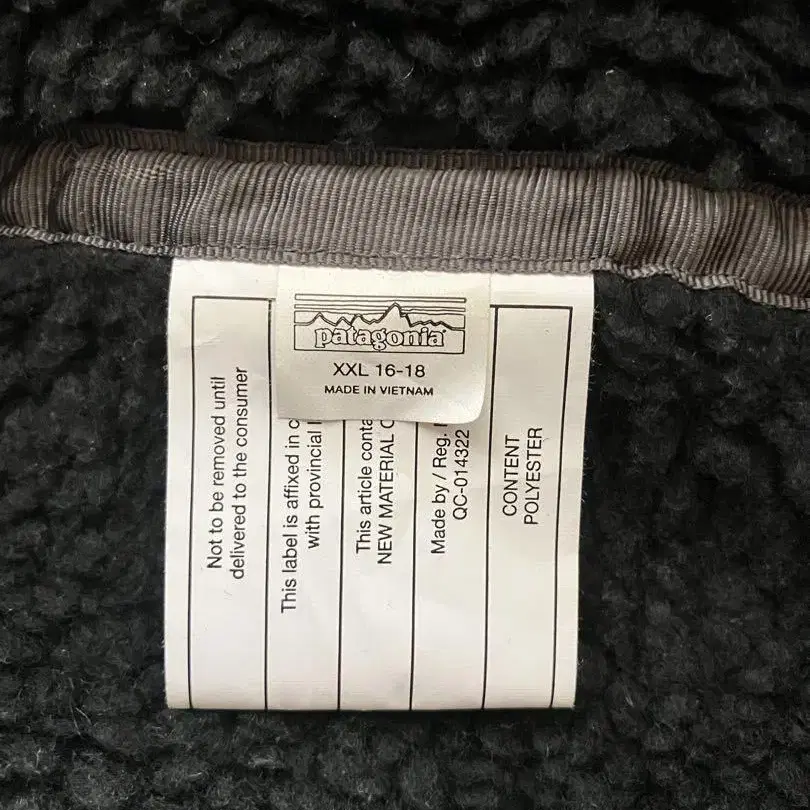 patagonia
XXL 16-18
MADE IN VIETNAM
Not to be removed until
delivered to the consumer
This label is affixed in c
with provincial
This article conta
NEW MATERIAL
Made by / Reg.
QC-014322
CONTENT
POLYESTER